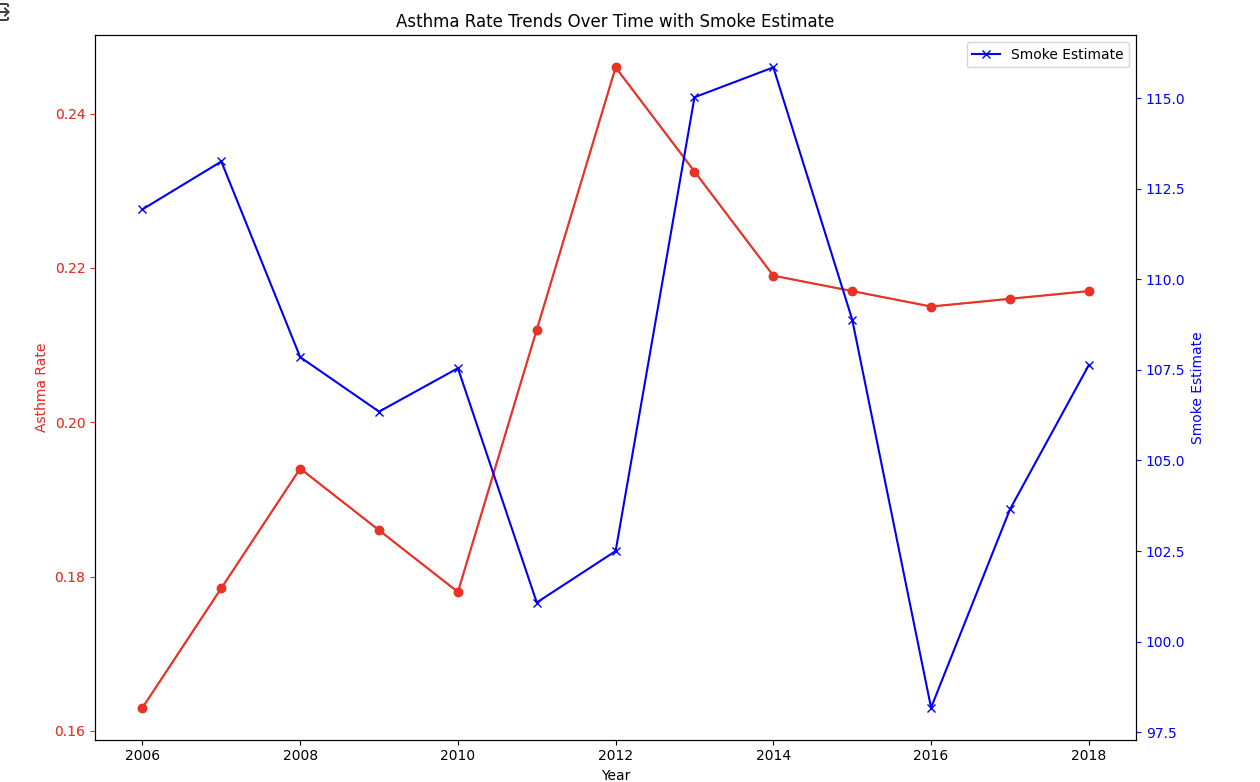 Asthma Rate Trends Over Time with Smoke Estimate
Smoke Estimate
0.24
0.22
0.20
0.18
0.16
Asthma Rate
115.0
112.5
110.0
107.5
105.0
102.5
100.0
97.5
Smoke Estimate
2006 2008 2010 2012 2014 2016 2018
Year